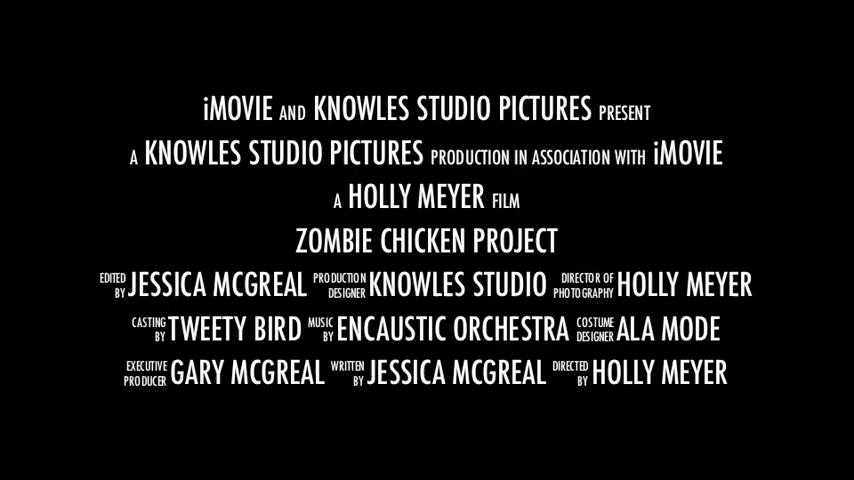 iMOVIE AND KNOWLES STUDIO PICTURES PRESENT
A KNOWLES STUDIO PICTURES PRODUCTION IN ASSOCIATION WITH iMOVIE
A HOLLY MEYER FILM
ZOMBIE CHICKEN PROJECT
EDITED BY JESSICA MCGREAL PRODUCTION DESIGNER KNOWLES STUDIO DIRECTOR OF PHOTOGRAPHY HOLLY MEYER
CASTING BY TWEETY BIRD MUSIC BY ENCAUSTIC ORCHESTRA COSTUME DESIGNER ALA MODE
EXECUTIVE PRODUCER GARY MCGREAL WRITTEN BY JESSICA MCGREAL DIRECTED BY HOLLY MEYER